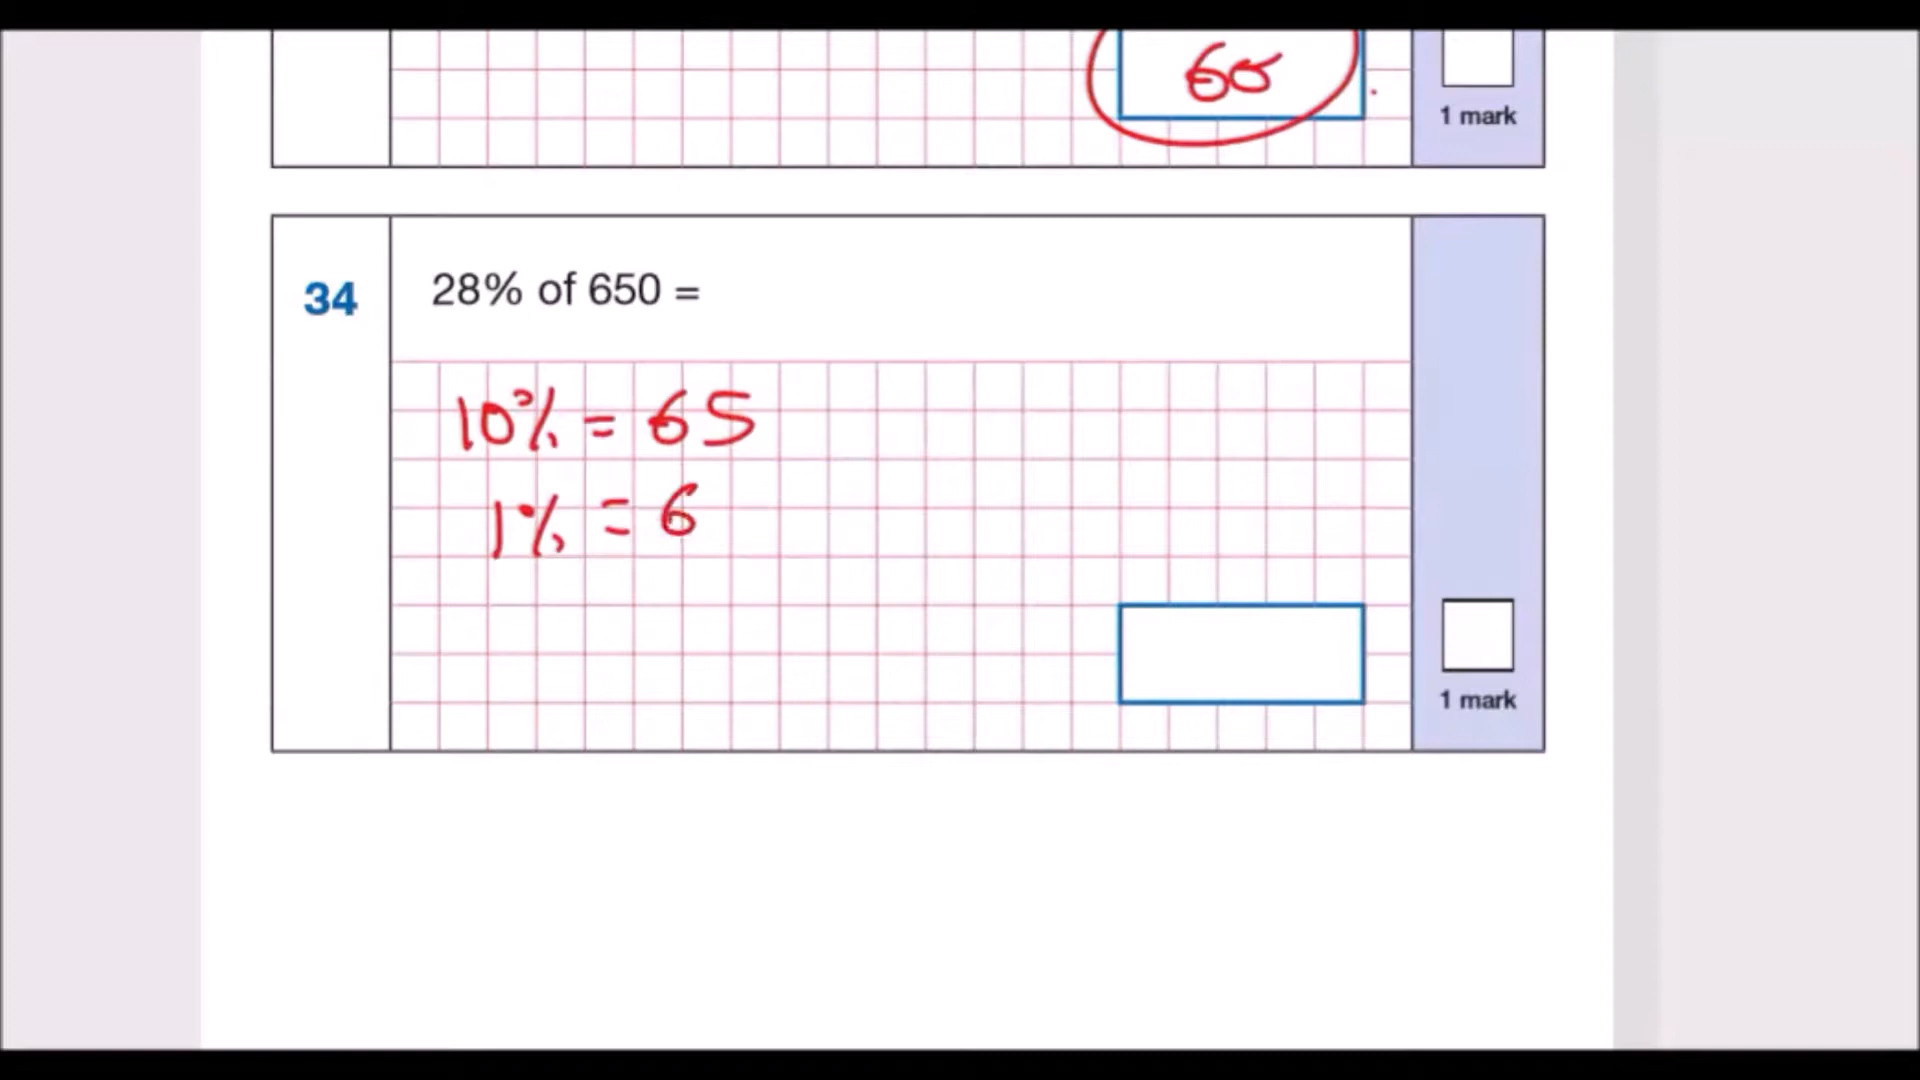 60
1 mark
34
28% of 650 =
10% = 65
1% = 6
1 mark